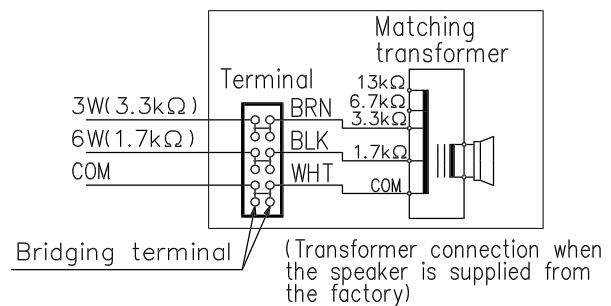 Matching
transformer
Terminal
13kΩ
6.7kΩ
3.3kΩ
3W(3.3kΩ)
BRN
6W(1.7kΩ)
BLK
1.7kΩ
COM
WHT
COM
Bridging terminal
(Transformer connection when
the speaker is supplied from
the factory)